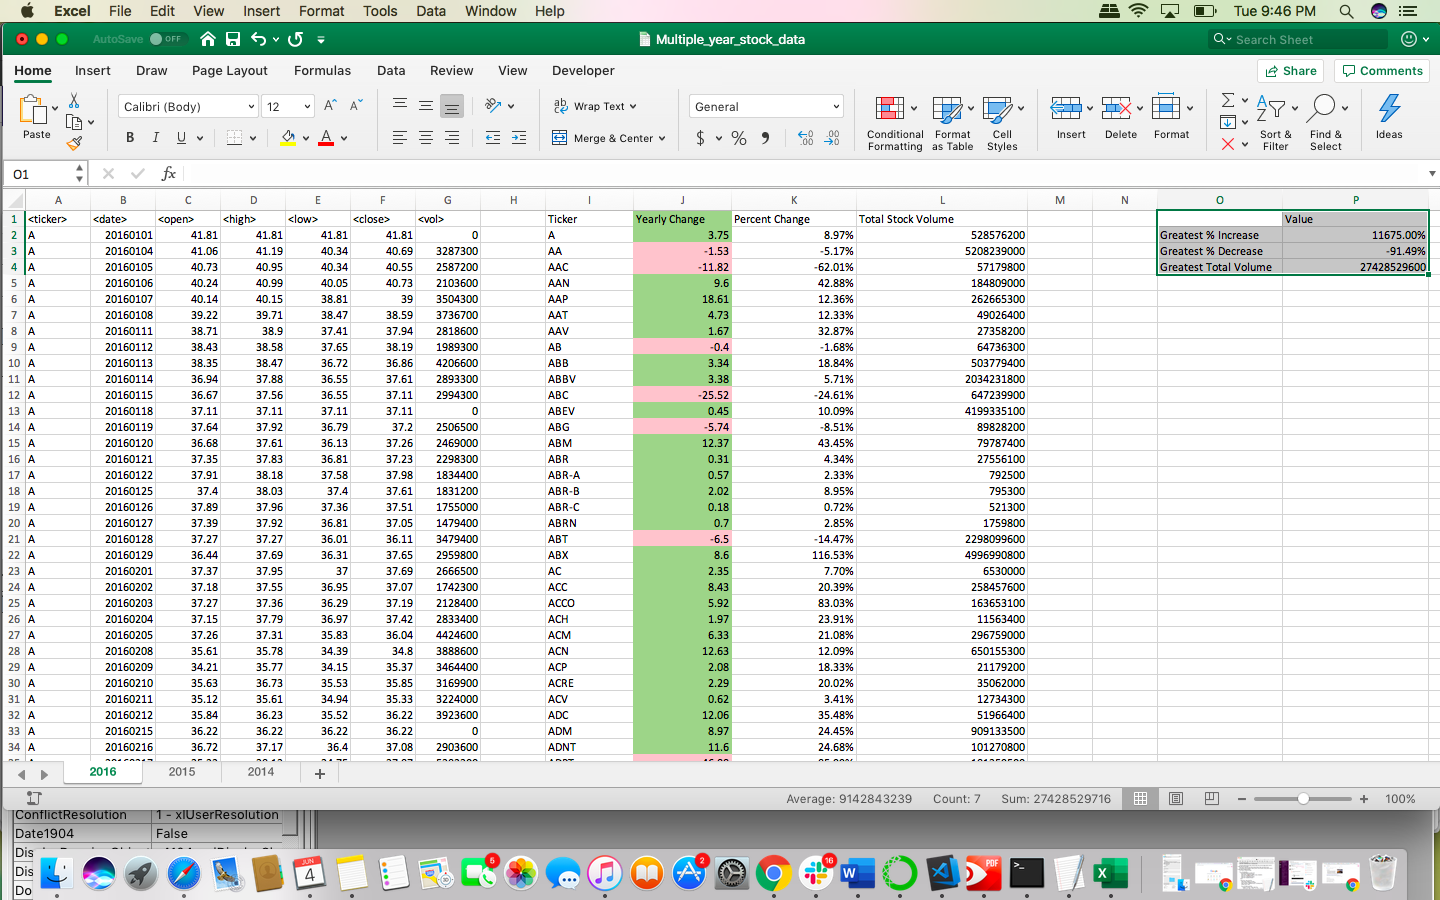 Excel File Edit View Insert Format Tools Data Window Help Tue 9:46 PM
AutoSave OFF Multiple_year_stock_data Search Sheet
Home Insert Draw Page Layout Formulas Data Review View Developer Share Comments
Paste Calibri (Body) 12 A^ A˅ Wrap Text General Conditional Formatting Format as Table Cell Styles Insert Delete Format Sort & Filter Find & Select Ideas
B I U A Merge & Center $ % 9
O1 fx
A B C D E F G H I J K L M N O P
1 <ticker> <date> <open> <high> <low> <close> <vol> Ticker Yearly Change Percent Change Total Stock Volume Value
2 A 20160101 41.81 41.81 41.81 41.81 0 A 3.75 8.97% 528576200 Greatest % Increase 11675.00%
3 A 20160104 41.06 41.19 40.34 40.69 3287300 AA -1.53 -5.17% 5208239000 Greatest % Decrease -91.49%
4 A 20160105 40.73 40.95 40.34 40.55 2587200 AAC -11.82 -62.01% 57179800 Greatest Total Volume 27428529600
5 A 20160106 40.24 40.99 40.05 40.73 2103600 AAN 9.6 42.88% 184809000
6 A 20160107 40.14 40.15 38.81 39 3504300 AAP 18.61 12.36% 262665300
7 A 20160108 39.22 39.71 38.47 38.59 3736700 AAT 4.73 12.33% 49026400
8 A 20160111 38.71 38.9 37.41 37.94 2818600 AAV 1.67 32.87% 27358200
9 A 20160112 38.43 38.58 37.65 38.19 1989300 AB -0.4 -1.68% 64736300
10 A 20160113 38.35 38.47 36.72 36.86 4206600 ABB 3.34 18.84% 503779400
11 A 20160114 36.94 37.88 36.55 37.61 2893300 ABBV 3.38 5.71% 2034231800
12 A 20160115 36.67 37.56 36.55 37.11 2994300 ABC -25.52 -24.61% 647239900
13 A 20160118 37.11 37.11 37.11 37.11 0 ABEV 0.45 10.09% 4199335100
14 A 20160119 37.64 37.92 36.79 37.2 2506500 ABG -5.74 -8.51% 89828200
15 A 20160120 36.68 37.61 36.13 37.26 2469000 ABM 12.37 43.45% 79787400
16 A 20160121 37.35 37.83 36.81 37.23 2298300 ABR 0.31 4.34% 27556100
17 A 20160122 37.91 38.18 37.58 37.98 1834400 ABR-A 0.57 2.33% 792500
18 A 20160125 37.4 38.03 37.4 37.61 1831200 ABR-B 2.02 8.95% 795300
19 A 20160126 37.89 37.96 37.36 37.51 1755000 ABR-C 0.18 0.72% 521300
20 A 20160127 37.39 37.92 36.81 37.05 1479400 ABRN 0.7 2.85% 1759800
21 A 20160128 37.27 37.27 36.01 36.11 3479400 ABT -6.5 -14.47% 2298099600
22 A 20160129 36.44 37.69 36.31 37.65 2959800 ABX 8.6 116.53% 4996990800
23 A 20160201 37.37 37.95 37 37.69 2666500 AC 2.35 7.70% 6530000
24 A 20160202 37.18 37.55 36.95 37.07 1742300 ACC 8.43 20.39% 258457600
25 A 20160203 37.27 37.36 36.29 37.19 2128400 ACCO 5.92 83.03% 163653100
26 A 20160204 37.15 37.79 36.97 37.42 2833400 ACH 1.97 23.91% 11563400
27 A 20160205 37.26 37.31 35.83 36.04 4424600 ACM 6.33 21.08% 296759000
28 A 20160208 35.61 35.78 34.39 34.8 3888600 ACN 12.63 12.09% 650155300
29 A 20160209 34.21 35.77 34.15 35.37 3464400 ACP 2.08 18.33% 21179200
30 A 20160210 35.63 36.73 35.53 35.85 3169900 ACRE 2.29 20.02% 35062000
31 A 20160211 35.12 35.61 34.94 35.33 3224000 ACV 0.62 3.41% 12734300
32 A 20160212 35.84 36.23 35.52 36.22 3923600 ADC 12.06 35.48% 51966400
33 A 20160215 36.22 36.22 36.22 36.22 0 ADM 8.97 24.45% 909133500
34 A 20160216 36.72 37.17 36.4 37.08 2903600 ADNT 11.6 24.68% 101270800
2016 2015 2014 +
Average: 9142843239 Count: 7 Sum: 27428529716 100%
ConflictResolution 1 - xlUserResolution
Date1904 False
Dis
Do
JUN 4 5 2 16 W PDF X